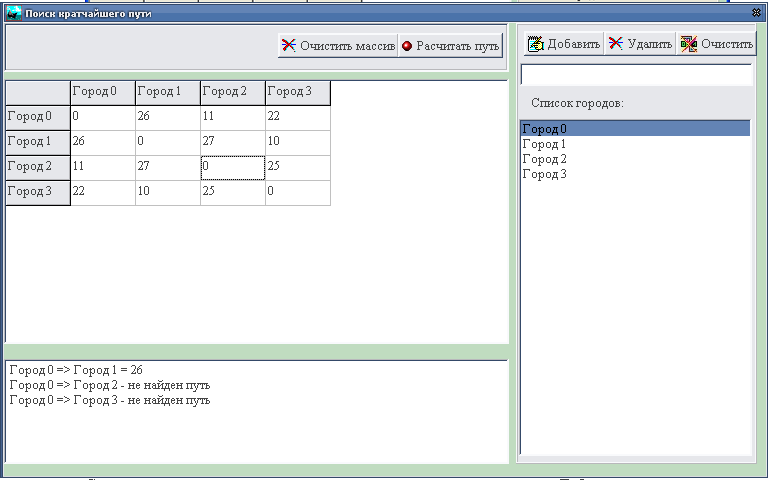 Поиск кратчайшего пути
Очистить массив Расчитать путь
Город 0 Город 1 Город 2 Город 3
Город 0 0 26 11 22
Город 1 26 0 27 10
Город 2 11 27 0 25
Город 3 22 10 25 0
Город 0 => Город 1 = 26
Город 0 => Город 2 - не найден путь
Город 0 => Город 3 - не найден путь
Добавить Удалить Очистить
Список городов:
Город 0
Город 1
Город 2
Город 3